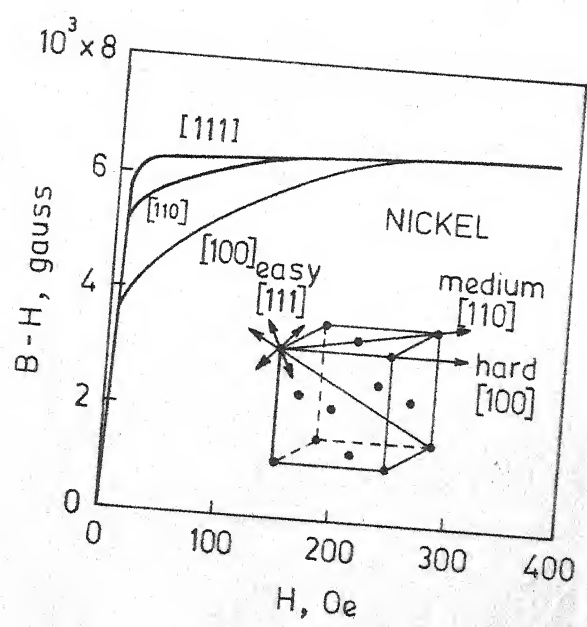 10³ × 8
[111]
6
[110]
NICKEL
[100]
4
easy
[111]
medium
[110]
hard
[100]
B-H, gauss
2
0
0
100
200
300
400
H, Oe